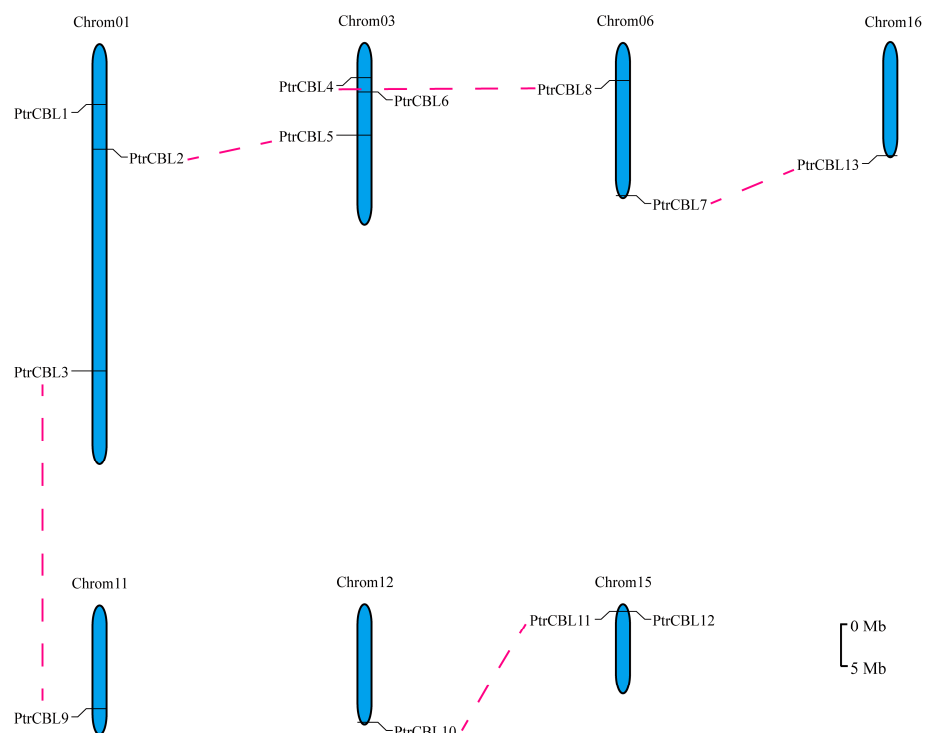 Chrom01
Chrom03
Chrom06
Chrom16
PtrCBL1
PtrCBL2
PtrCBL3
PtrCBL4
PtrCBL6
PtrCBL5
PtrCBL8
PtrCBL7
PtrCBL13
Chrom11
Chrom12
Chrom15
PtrCBL9
PtrCBL10
PtrCBL11
PtrCBL12
0 Mb
5 Mb